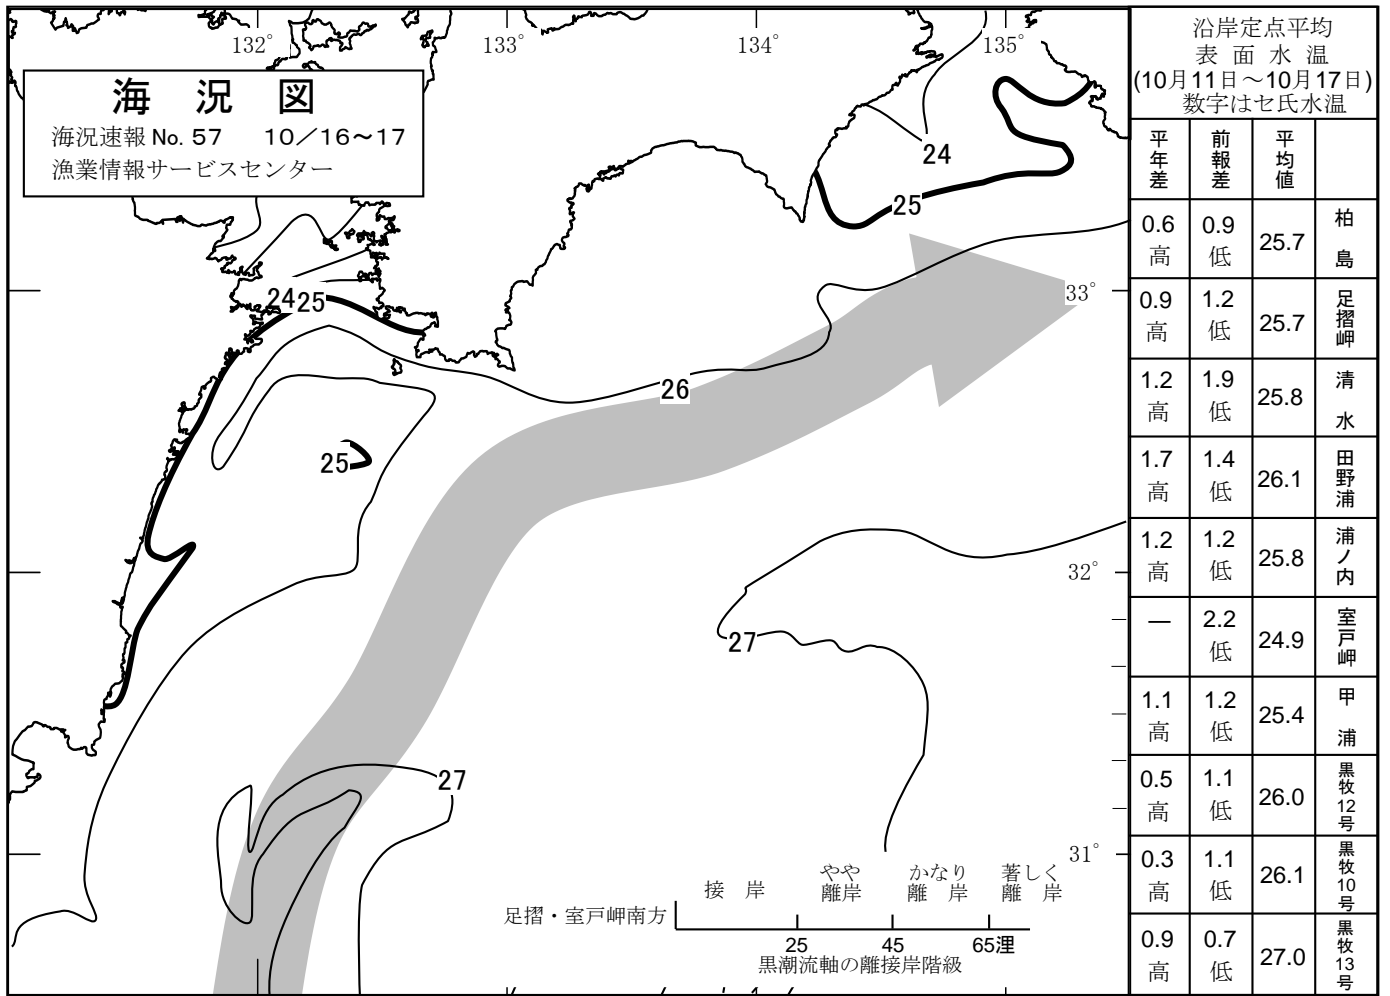 132°
133°
134°
135°
海 況 図
海況速報 No. 57 10／16～17
漁業情報サービスセンター
24
25
24 25
33°
26
25
32°
27
27
31°
接 岸
やや
離岸
かなり
離 岸
著しく
離 岸
足摺・室戸岬南方
25 45 65浬
黒潮流軸の離接岸階級
沿岸定点平均
表 面 水 温
(10月11日～10月17日)
数字はセ氏水温
平年差 前報差 平均値
0.6高 0.9低 25.7 柏島
0.9高 1.2低 25.7 足摺岬
1.2高 1.9低 25.8 清水
1.7高 1.4低 26.1 田野浦
1.2高 1.2低 25.8 浦ノ内
— 2.2低 24.9 室戸岬
1.1高 1.2低 25.4 甲浦
0.5高 1.1低 26.0 黒牧12号
0.3高 1.1低 26.1 黒牧10号
0.9高 0.7低 27.0 黒牧13号